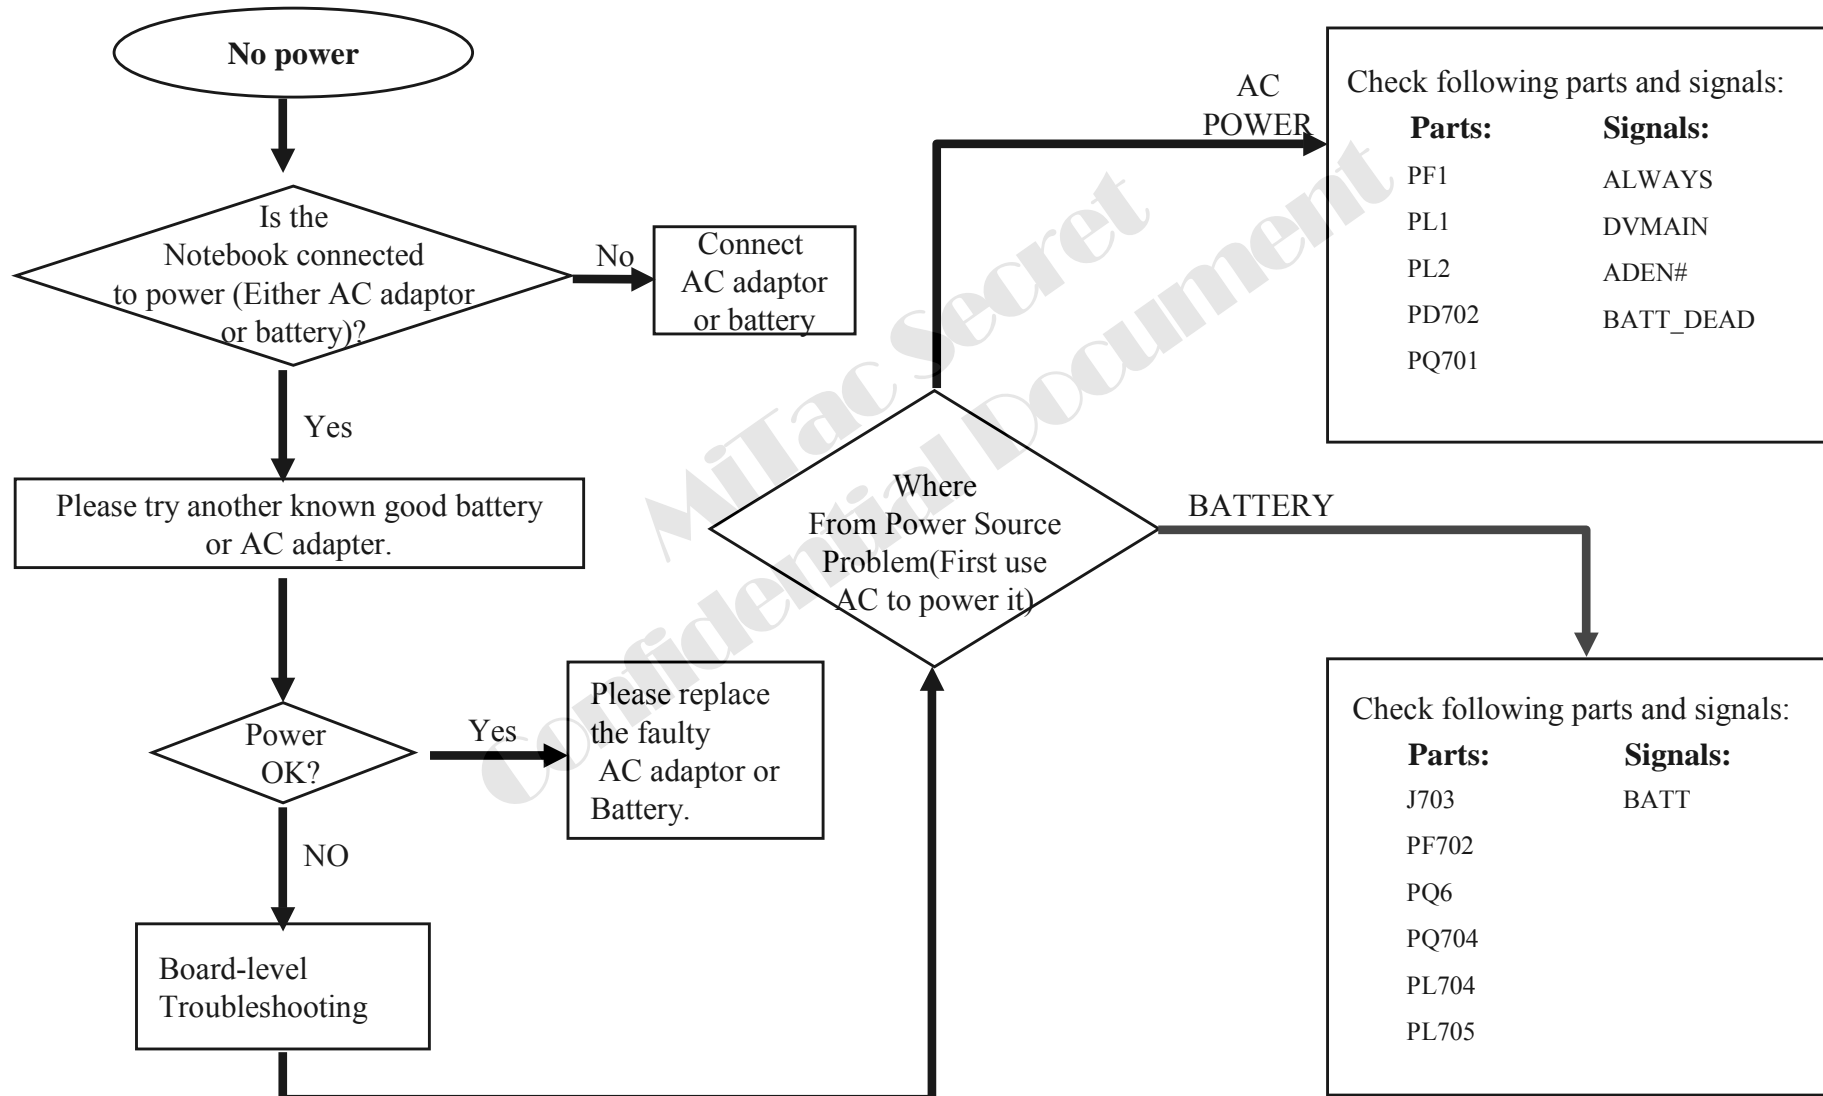 No power
Is the
Notebook connected
to power (Either AC adaptor
or battery)?
No
Connect
AC adaptor
or battery
Yes
Please try another known good battery
or AC adapter.
Power
OK?
Yes
Please replace
the faulty
AC adaptor or
Battery.
NO
Board-level
Troubleshooting
Where
From Power Source
Problem(First use
AC to power it)
AC
POWER
Check following parts and signals:
Parts: Signals:
PF1 ALWAYS
PL1 DVMAIN
PL2 ADEN#
PD702 BATT_DEAD
PQ701
BATTERY
Check following parts and signals:
Parts: Signals:
J703 BATT
PF702
PQ6
PQ704
PL704
PL705
MiTac Secret
Confidential Document